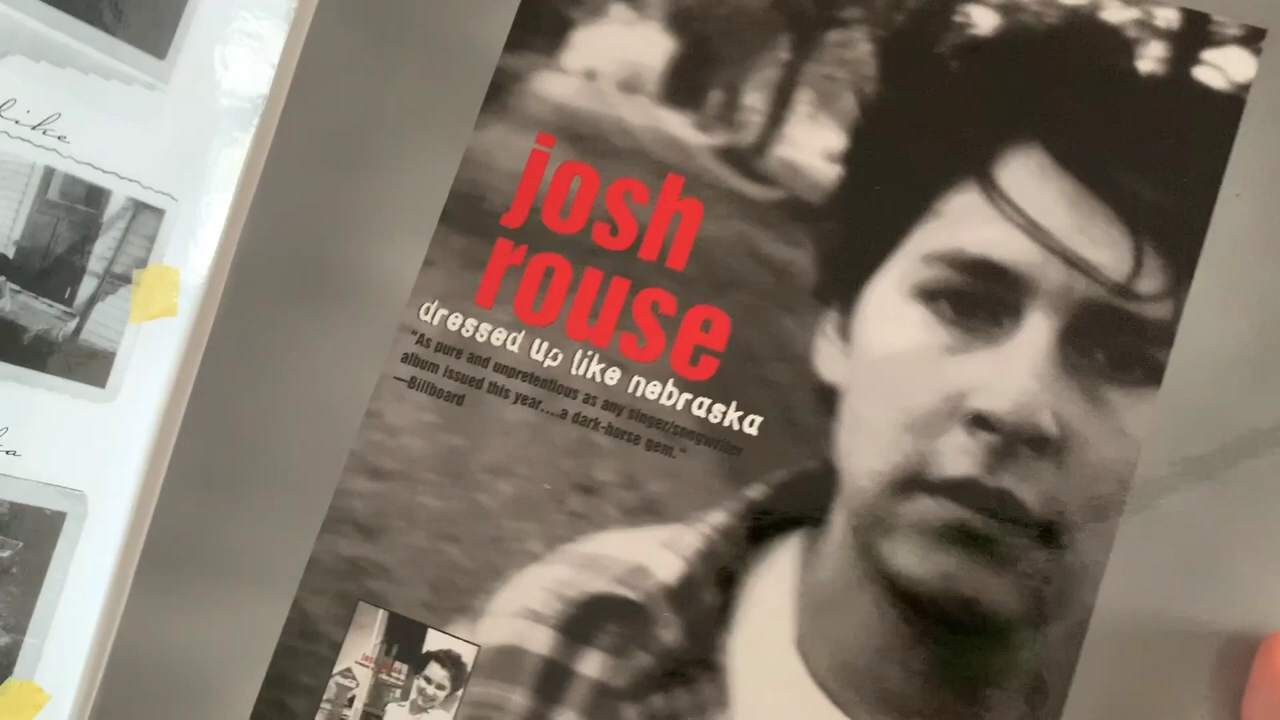 like
josh
rouse
dressed up like nebraska
"As pure and unpretentious as any singer/songwriter
album issued this year....a dark-horse gem."
—Billboard